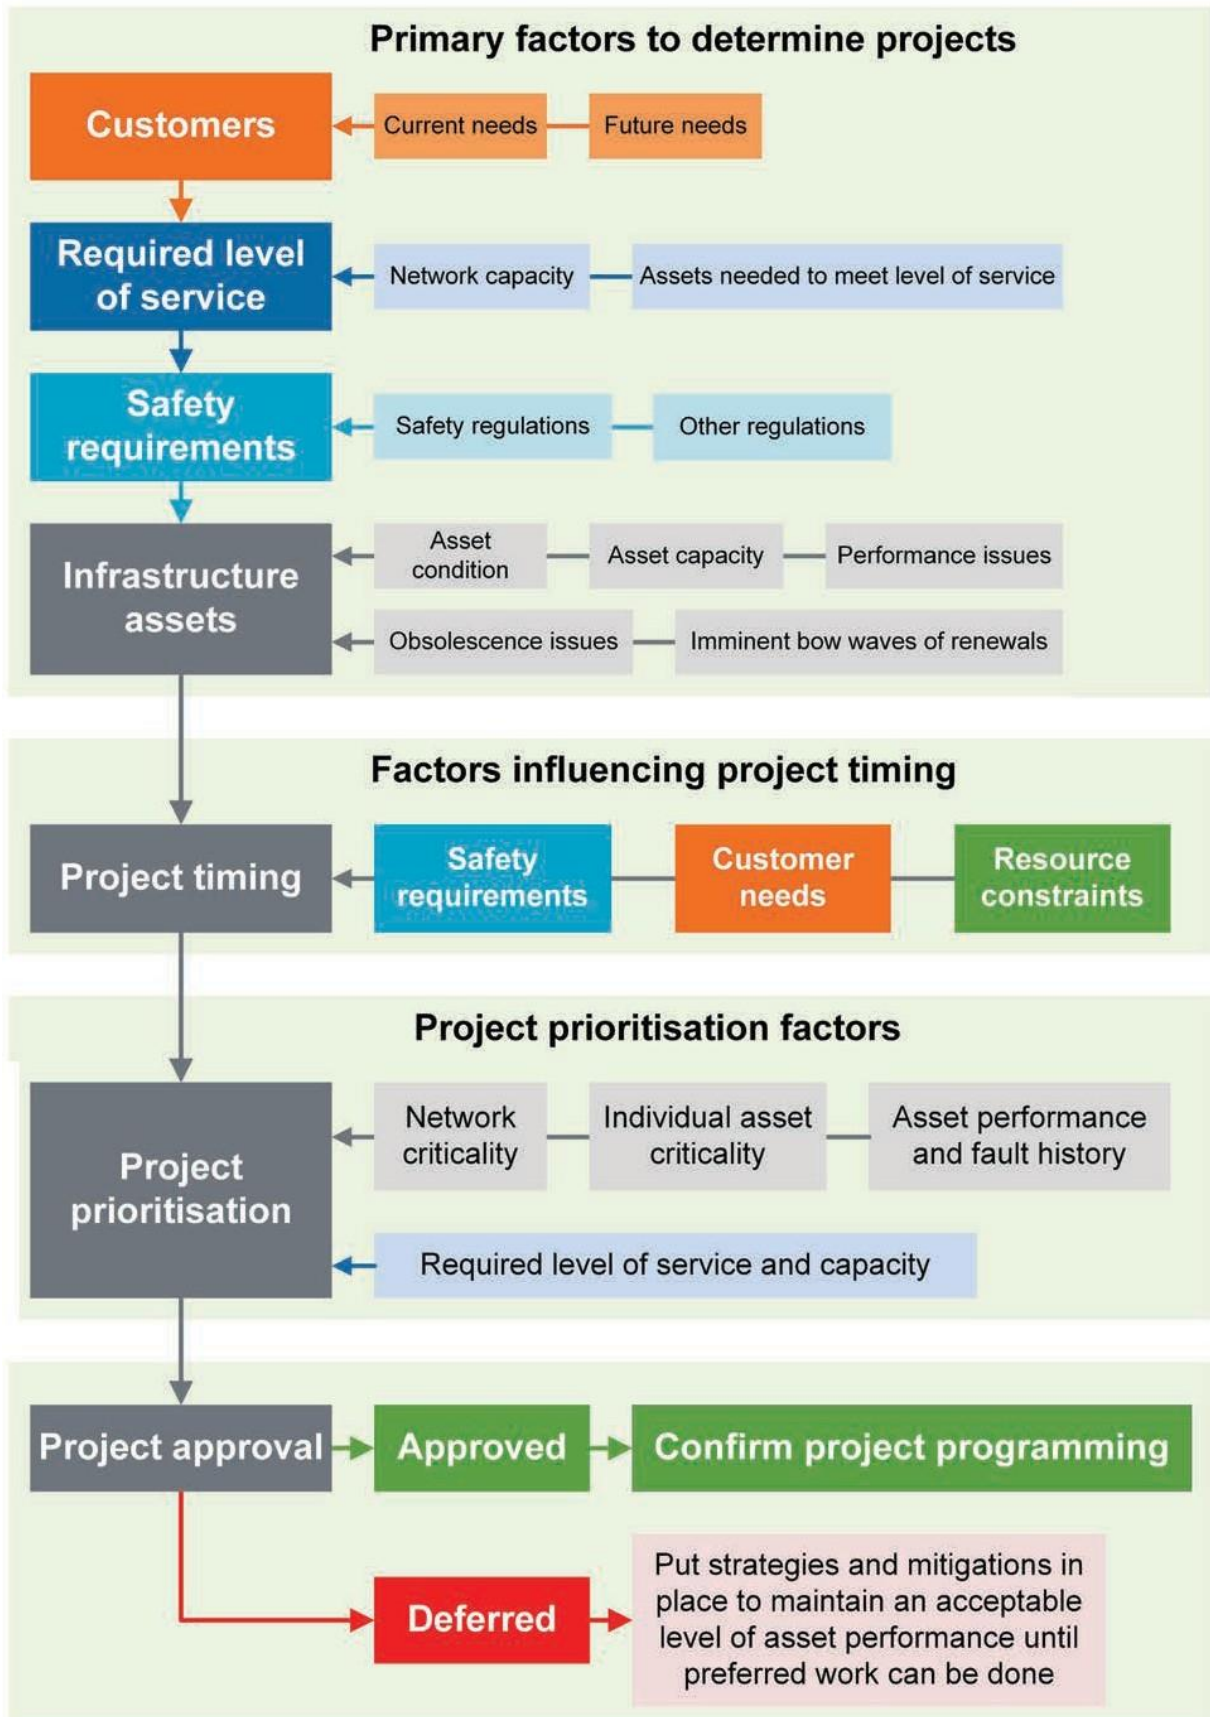 Primary factors to determine projects
Customers
Current needs
Future needs
Required level
of service
Network capacity
Assets needed to meet level of service
Safety
requirements
Safety regulations
Other regulations
Infrastructure
assets
Asset
condition
Asset capacity
Performance issues
Obsolescence issues
Imminent bow waves of renewals
Factors influencing project timing
Project timing
Safety
requirements
Customer
needs
Resource
constraints
Project prioritisation factors
Project
prioritisation
Network
criticality
Individual asset
criticality
Asset performance
and fault history
Required level of service and capacity
Project approval
Approved
Confirm project programming
Deferred
Put strategies and mitigations in
place to maintain an acceptable
level of asset performance until
preferred work can be done